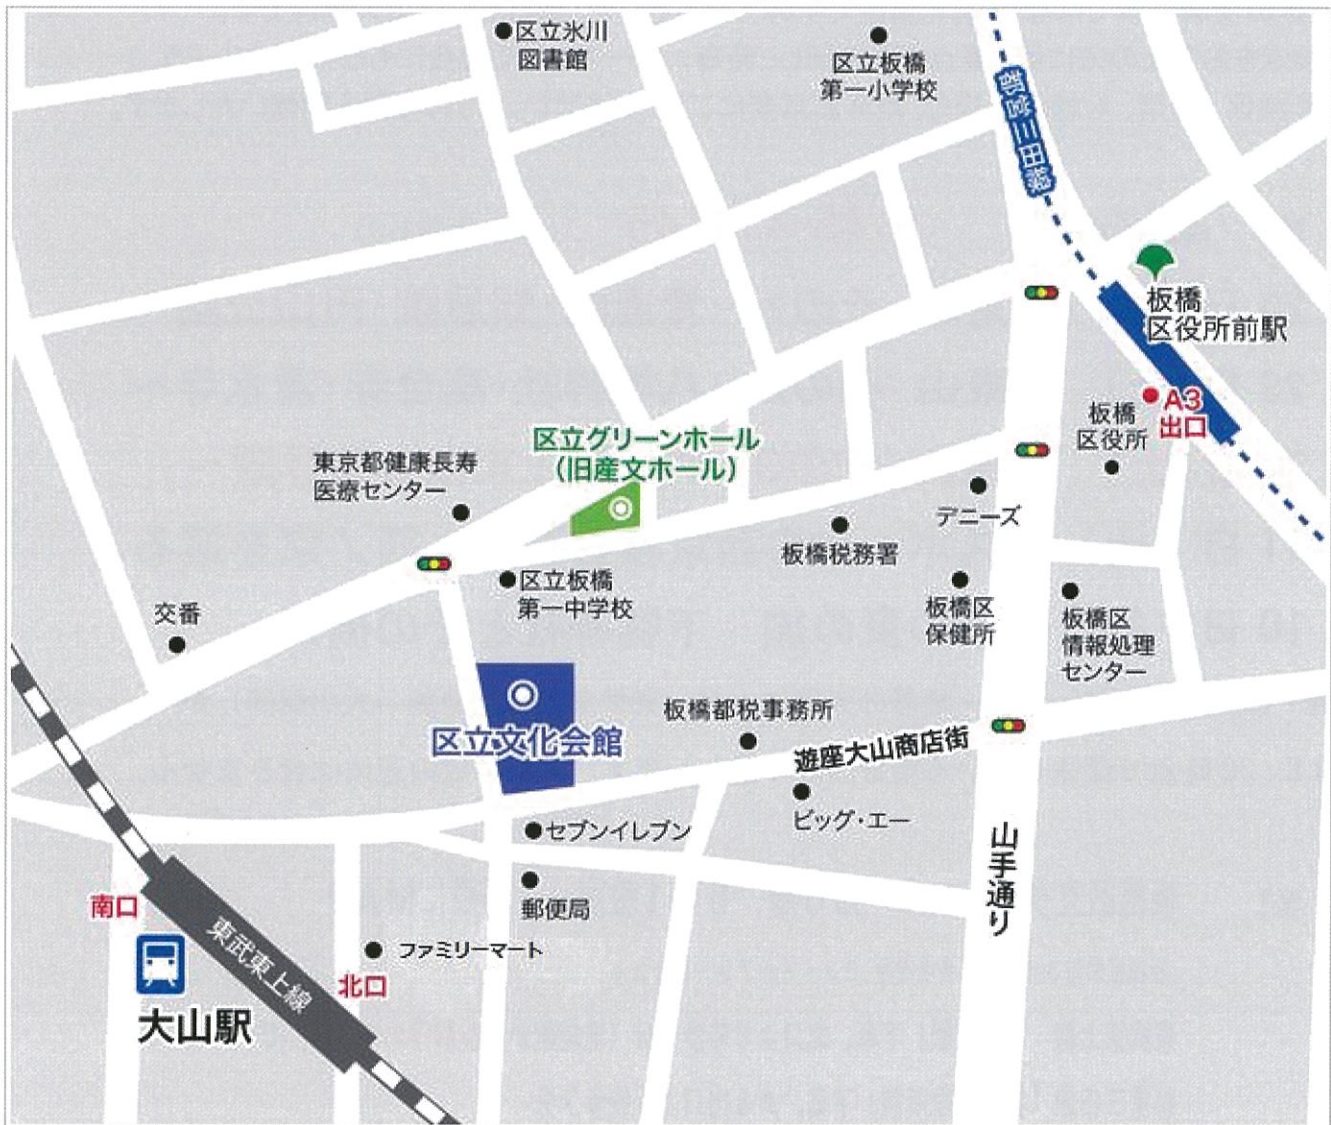 区立氷川
図書館
区立板橋
第一小学校
都営三田線
板橋
区役所前駅
A3
出口
板橋
区役所
区立グリーンホール
(旧産文ホール)
東京都健康長寿
医療センター
デニーズ
板橋税務署
区立板橋
第一中学校
交番
板橋区
保健所
板橋区
情報処理
センター
板橋都税事務所
区立文化会館
遊座大山商店街
ビッグ・エー
セブンイレブン
山手通り
郵便局
南口
東武東上線
ファミリーマート
北口
大山駅